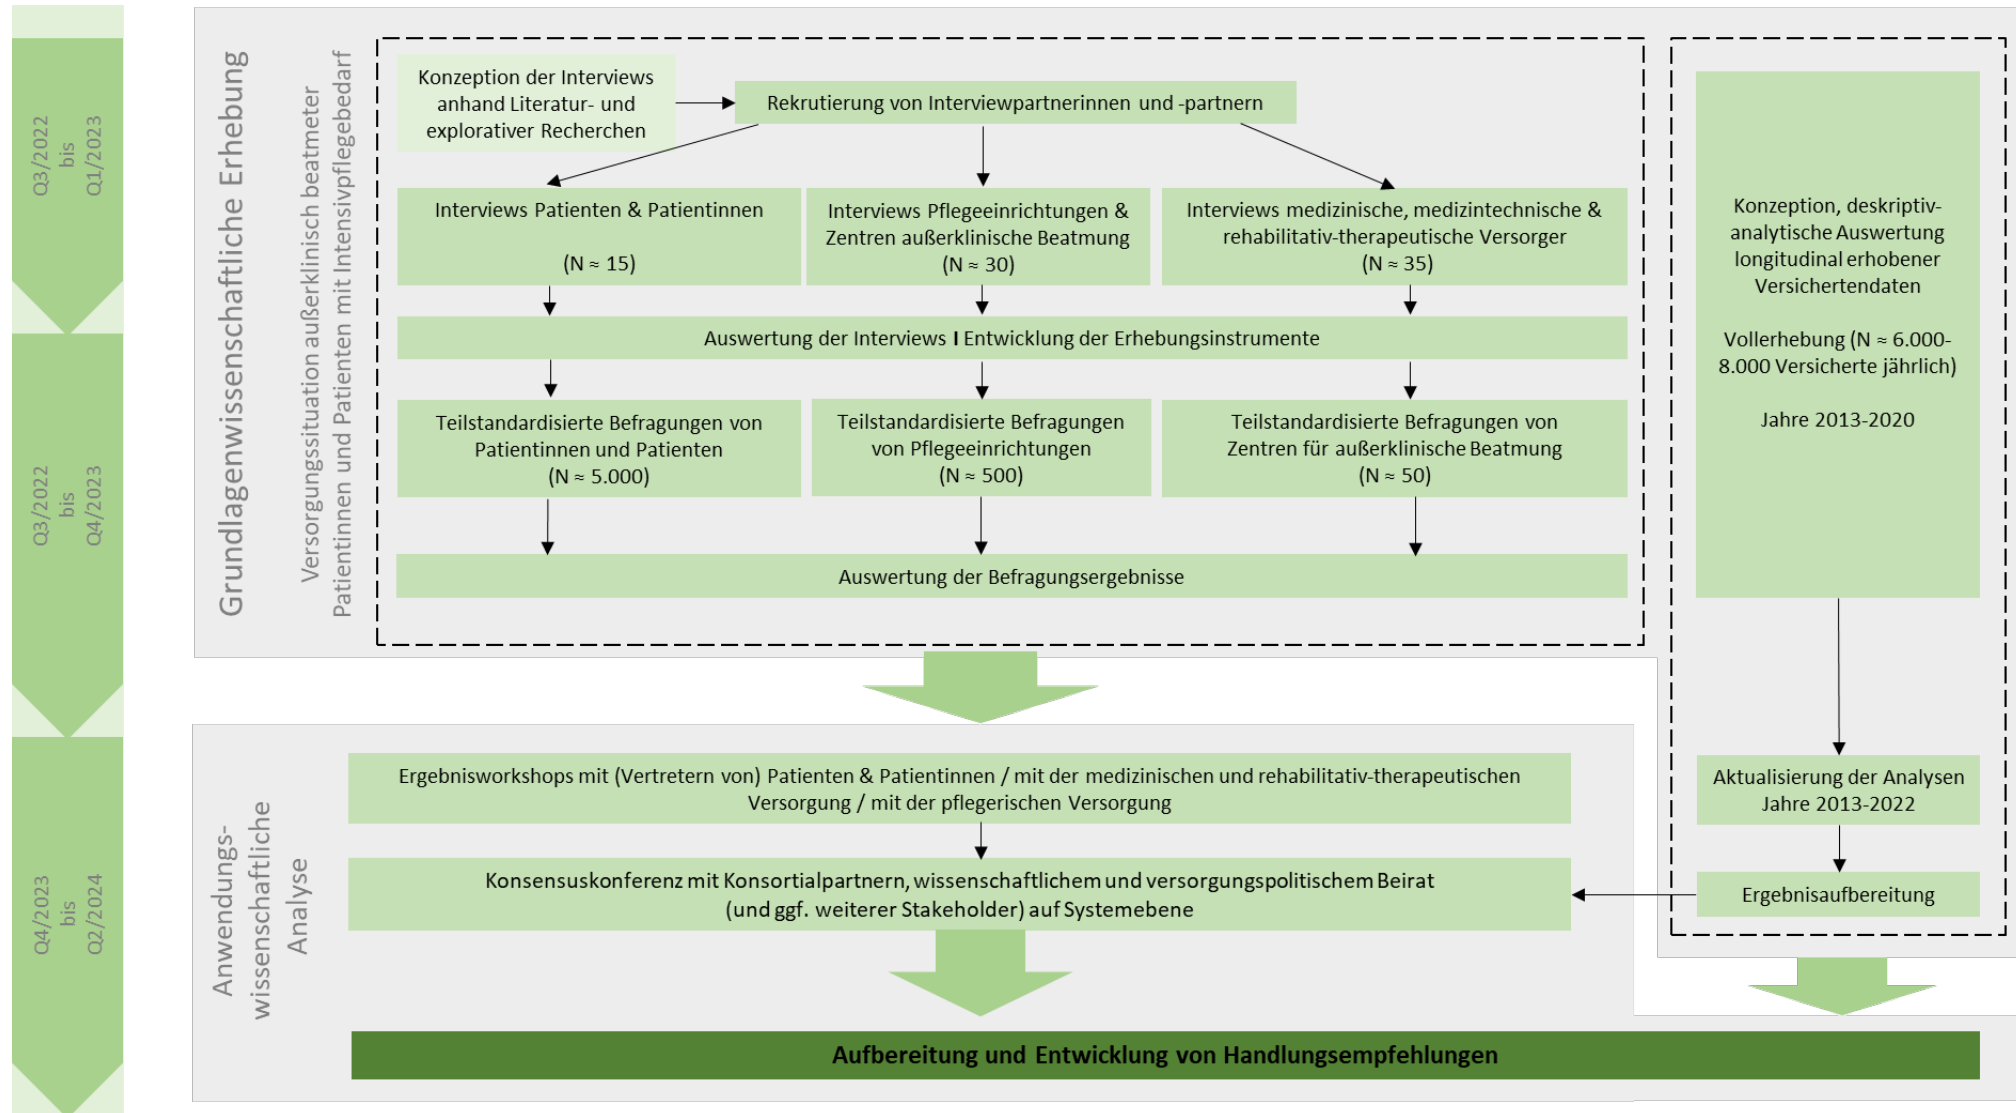 Q3/2022
bis
Q1/2023
Q3/2022
bis
Q4/2023
Q4/2023
bis
Q2/2024
Grundlagenwissenschaftliche Erhebung
Versorgungssituation außerklinisch beatmeter
Patientinnen und Patienten mit Intensivpflegebedarf
Konzeption der Interviews
anhand Literatur- und
explorativer Recherchen
Rekrutierung von Interviewpartnerinnen und -partnern
Interviews Patienten & Patientinnen
(N ≈ 15)
Interviews Pflegeeinrichtungen &
Zentren außerklinische Beatmung
(N ≈ 30)
Interviews medizinische, medizintechnische &
rehabilitativ-therapeutische Versorger
(N ≈ 35)
Auswertung der Interviews I Entwicklung der Erhebungsinstrumente
Teilstandardisierte Befragungen von
Patientinnen und Patienten
(N ≈ 5.000)
Teilstandardisierte Befragungen
von Pflegeeinrichtungen
(N ≈ 500)
Teilstandardisierte Befragungen von
Zentren für außerklinische Beatmung
(N ≈ 50)
Auswertung der Befragungsergebnisse
Konzeption, deskriptiv-
analytische Auswertung
longitudinal erhobener
Versichertendaten
Vollerhebung (N ≈ 6.000-
8.000 Versicherte jährlich)
Jahre 2013-2020
Aktualisierung der Analysen
Jahre 2013-2022
Ergebnisaufbereitung
Anwendungs-
wissenschaftliche
Analyse
Ergebnisworkshops mit (Vertretern von) Patienten & Patientinnen / mit der medizinischen und rehabilitativ-therapeutischen
Versorgung / mit der pflegerischen Versorgung
Konsensuskonferenz mit Konsortialpartnern, wissenschaftlichem und versorgungspolitischem Beirat
(und ggf. weiterer Stakeholder) auf Systemebene
Aufbereitung und Entwicklung von Handlungsempfehlungen